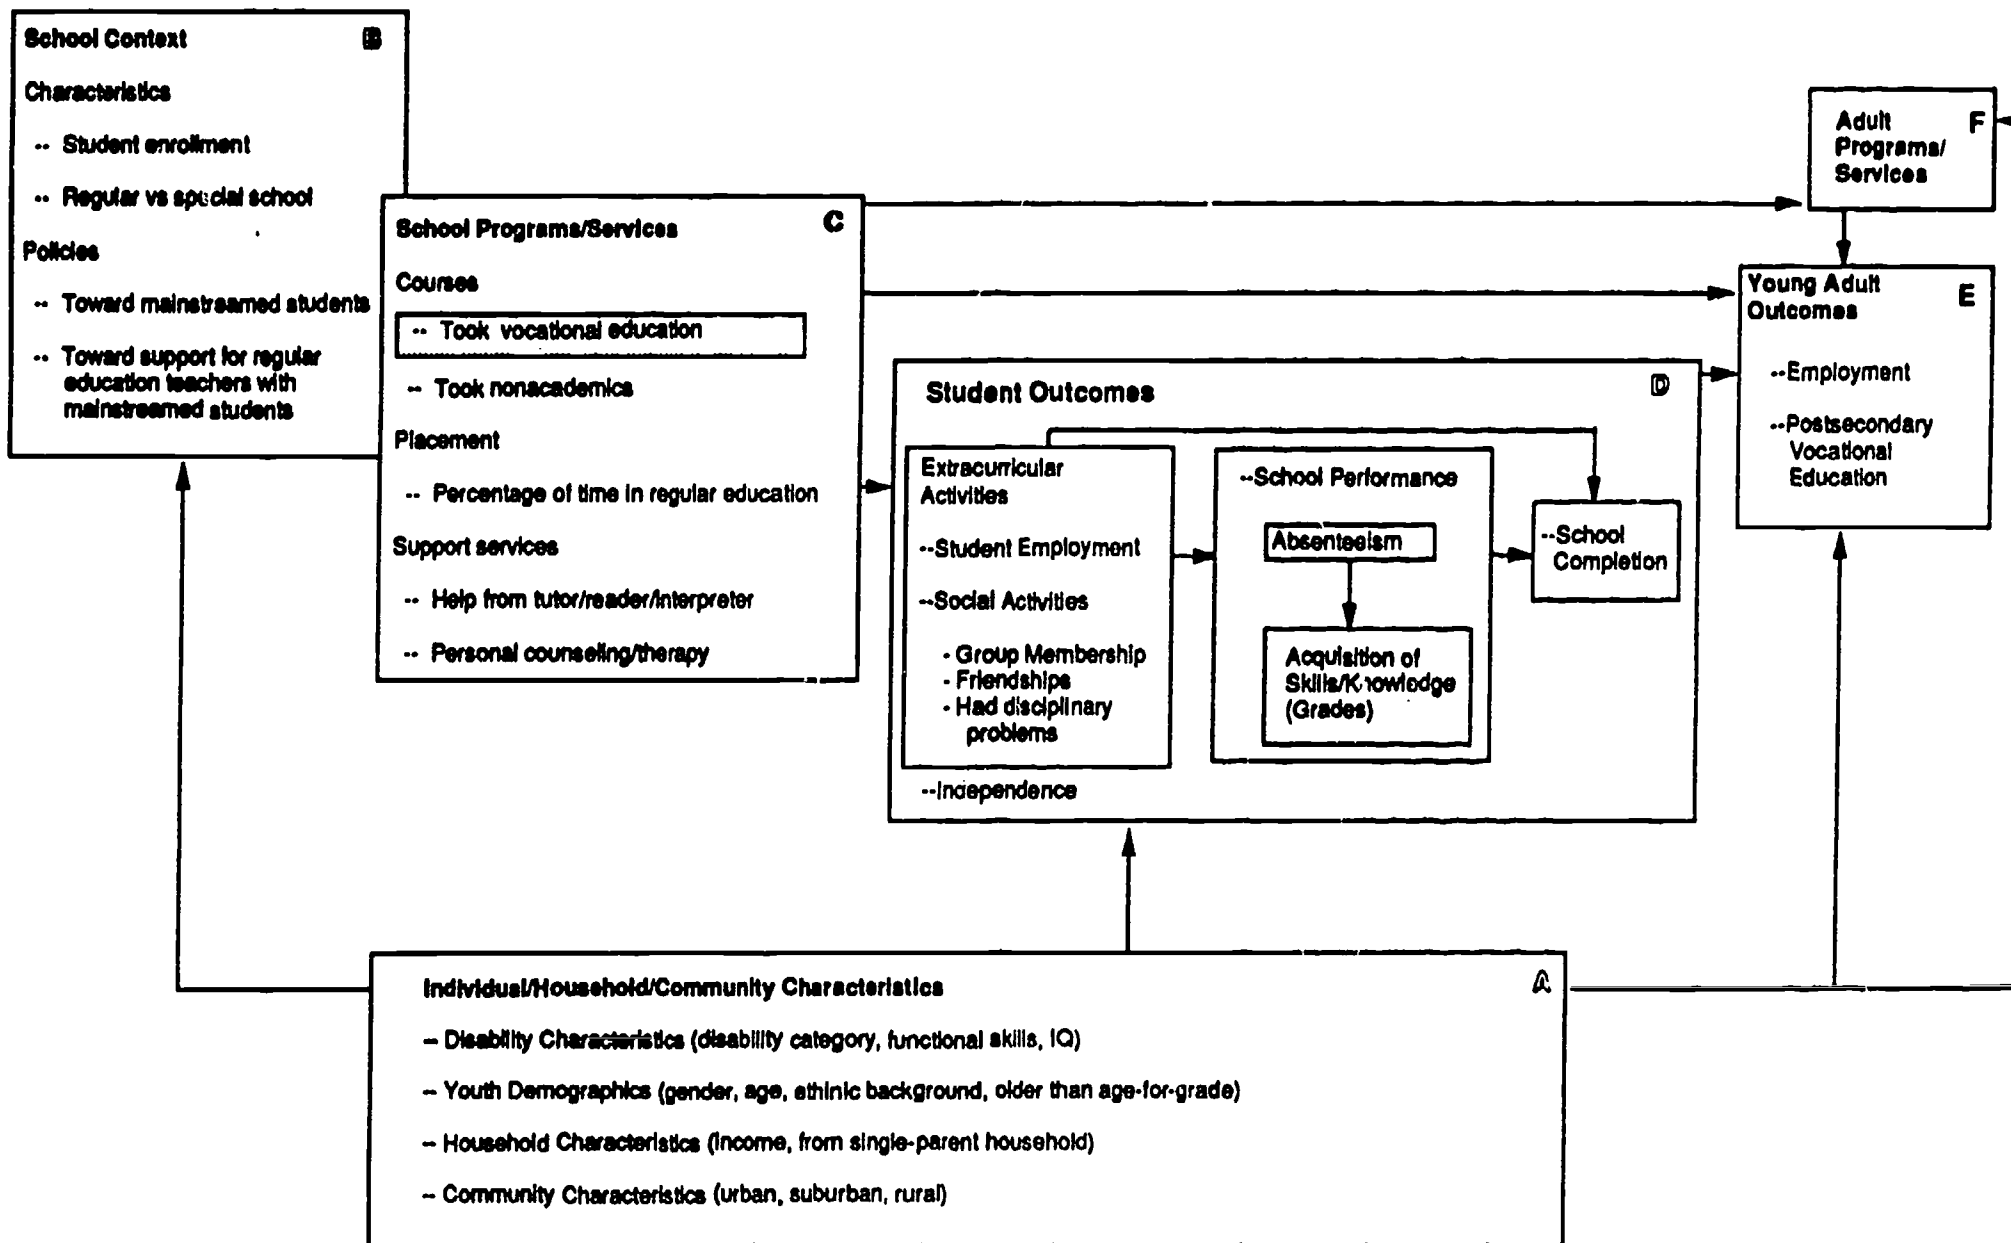 School Context B
Characteristics
-- Student enrollment
-- Regular vs special school
Policies
-- Toward mainstreamed students
-- Toward support for regular
education teachers with
mainstreamed students
School Programs/Services C
Courses
-- Took vocational education
-- Took nonacademics
Placement
-- Percentage of time in regular education
Support services
-- Help from tutor/reader/interpreter
-- Personal counseling/therapy
Student Outcomes D
Extracurricular
Activities
--Student Employment
--Social Activities
- Group Membership
- Friendships
- Had disciplinary
problems
--Independence
--School Performance
Absenteeism
Acquisition of
Skills/Knowledge
(Grades)
--School
Completion
Adult F
Programs/
Services
Young Adult E
Outcomes
--Employment
--Postsecondary
Vocational
Education
Individual/Household/Community Characteristics A
-- Disability Characteristics (disability category, functional skills, IQ)
-- Youth Demographics (gender, age, ethinic background, older than age-for-grade)
-- Household Characteristics (income, from single-parent household)
-- Community Characteristics (urban, suburban, rural)